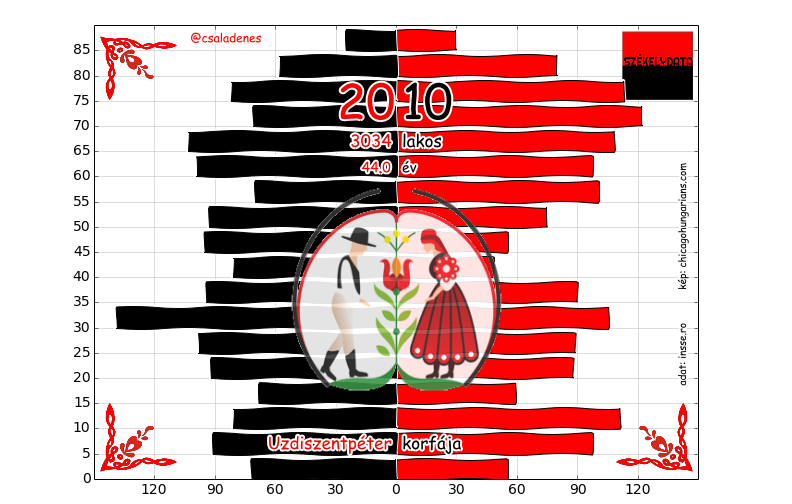 @csaladenes
SZÉKELYDATA
2010
3034 lakos
44.0 év
kép: chicagohungarians.com
adat: insse.ro
Uzdiszentpéter korfája
85
80
75
70
65
60
55
50
45
40
35
30
25
20
15
10
5
0
120 90 60 30 0 30 60 90 120